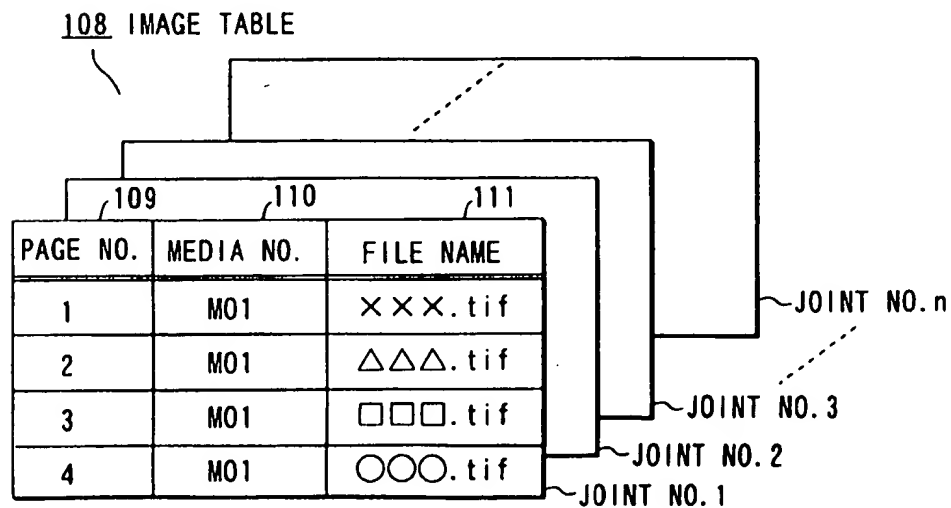 108 IMAGE TABLE
109 110 111
PAGE NO. MEDIA NO. FILE NAME
1 M01 ×××.tif
2 M01 △△△.tif
3 M01 □□□.tif
4 M01 ○○○.tif
JOINT NO.n
JOINT NO.3
JOINT NO.2
JOINT NO.1